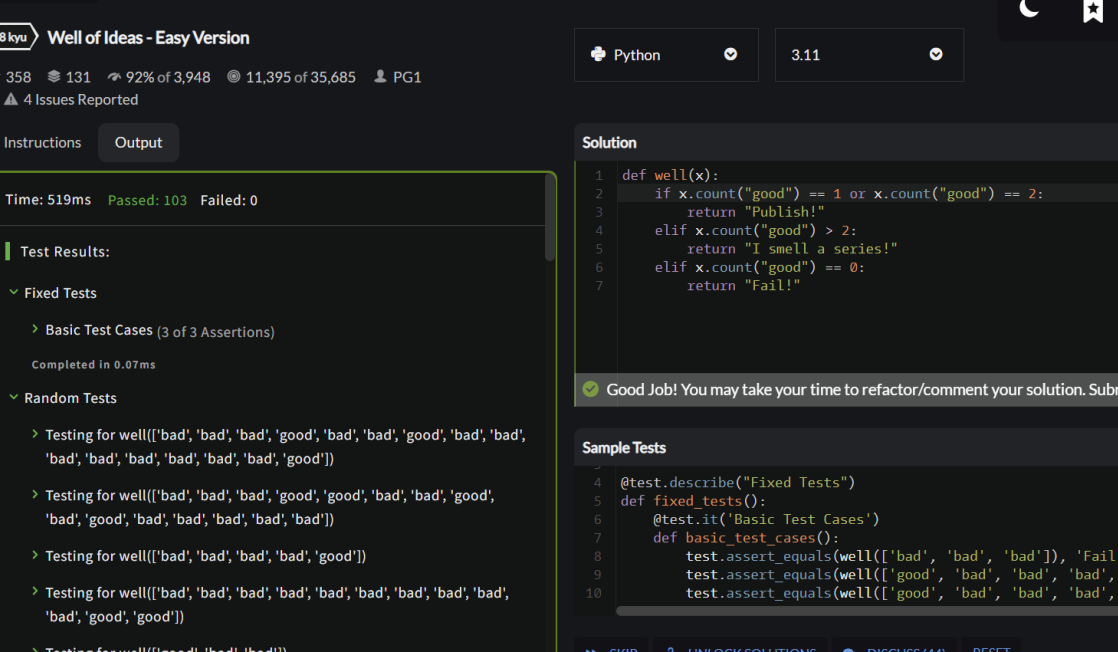 8 kyu Well of Ideas - Easy Version
358 131 92% of 3,948 11,395 of 35,685 PG1
4 Issues Reported
Instructions Output
Time: 519ms Passed: 103 Failed: 0
Test Results:
Fixed Tests
Basic Test Cases (3 of 3 Assertions)
Completed in 0.07ms
Random Tests
Testing for well(['bad', 'bad', 'bad', 'good', 'bad', 'bad', 'good', 'bad', 'bad',
'bad', 'bad', 'bad', 'bad', 'bad', 'bad', 'good'])
Testing for well(['bad', 'bad', 'bad', 'good', 'good', 'bad', 'bad', 'good',
'bad', 'good', 'bad', 'bad', 'bad', 'bad', 'bad'])
Testing for well(['bad', 'bad', 'bad', 'bad', 'good'])
Testing for well(['bad', 'bad', 'bad', 'bad', 'bad', 'bad', 'bad', 'bad', 'bad',
'bad', 'good', 'good'])
Testing for well(['good', 'bad', 'bad'])
Python 3.11
Solution
1 def well(x):
2 if x.count("good") == 1 or x.count("good") == 2:
3 return "Publish!"
4 elif x.count("good") > 2:
5 return "I smell a series!"
6 elif x.count("good") == 0:
7 return "Fail!"
Good Job! You may take your time to refactor/comment your solution. Subm
Sample Tests
4 @test.describe("Fixed Tests")
5 def fixed_tests():
6 @test.it('Basic Test Cases')
7 def basic_test_cases():
8 test.assert_equals(well(['bad', 'bad', 'bad']), 'Fail
9 test.assert_equals(well(['good', 'bad', 'bad', 'bad',
10 test.assert_equals(well(['good', 'bad', 'bad', 'bad',
SKIP UNLOCK SOLUTIONS DISCUSS (44) RESET